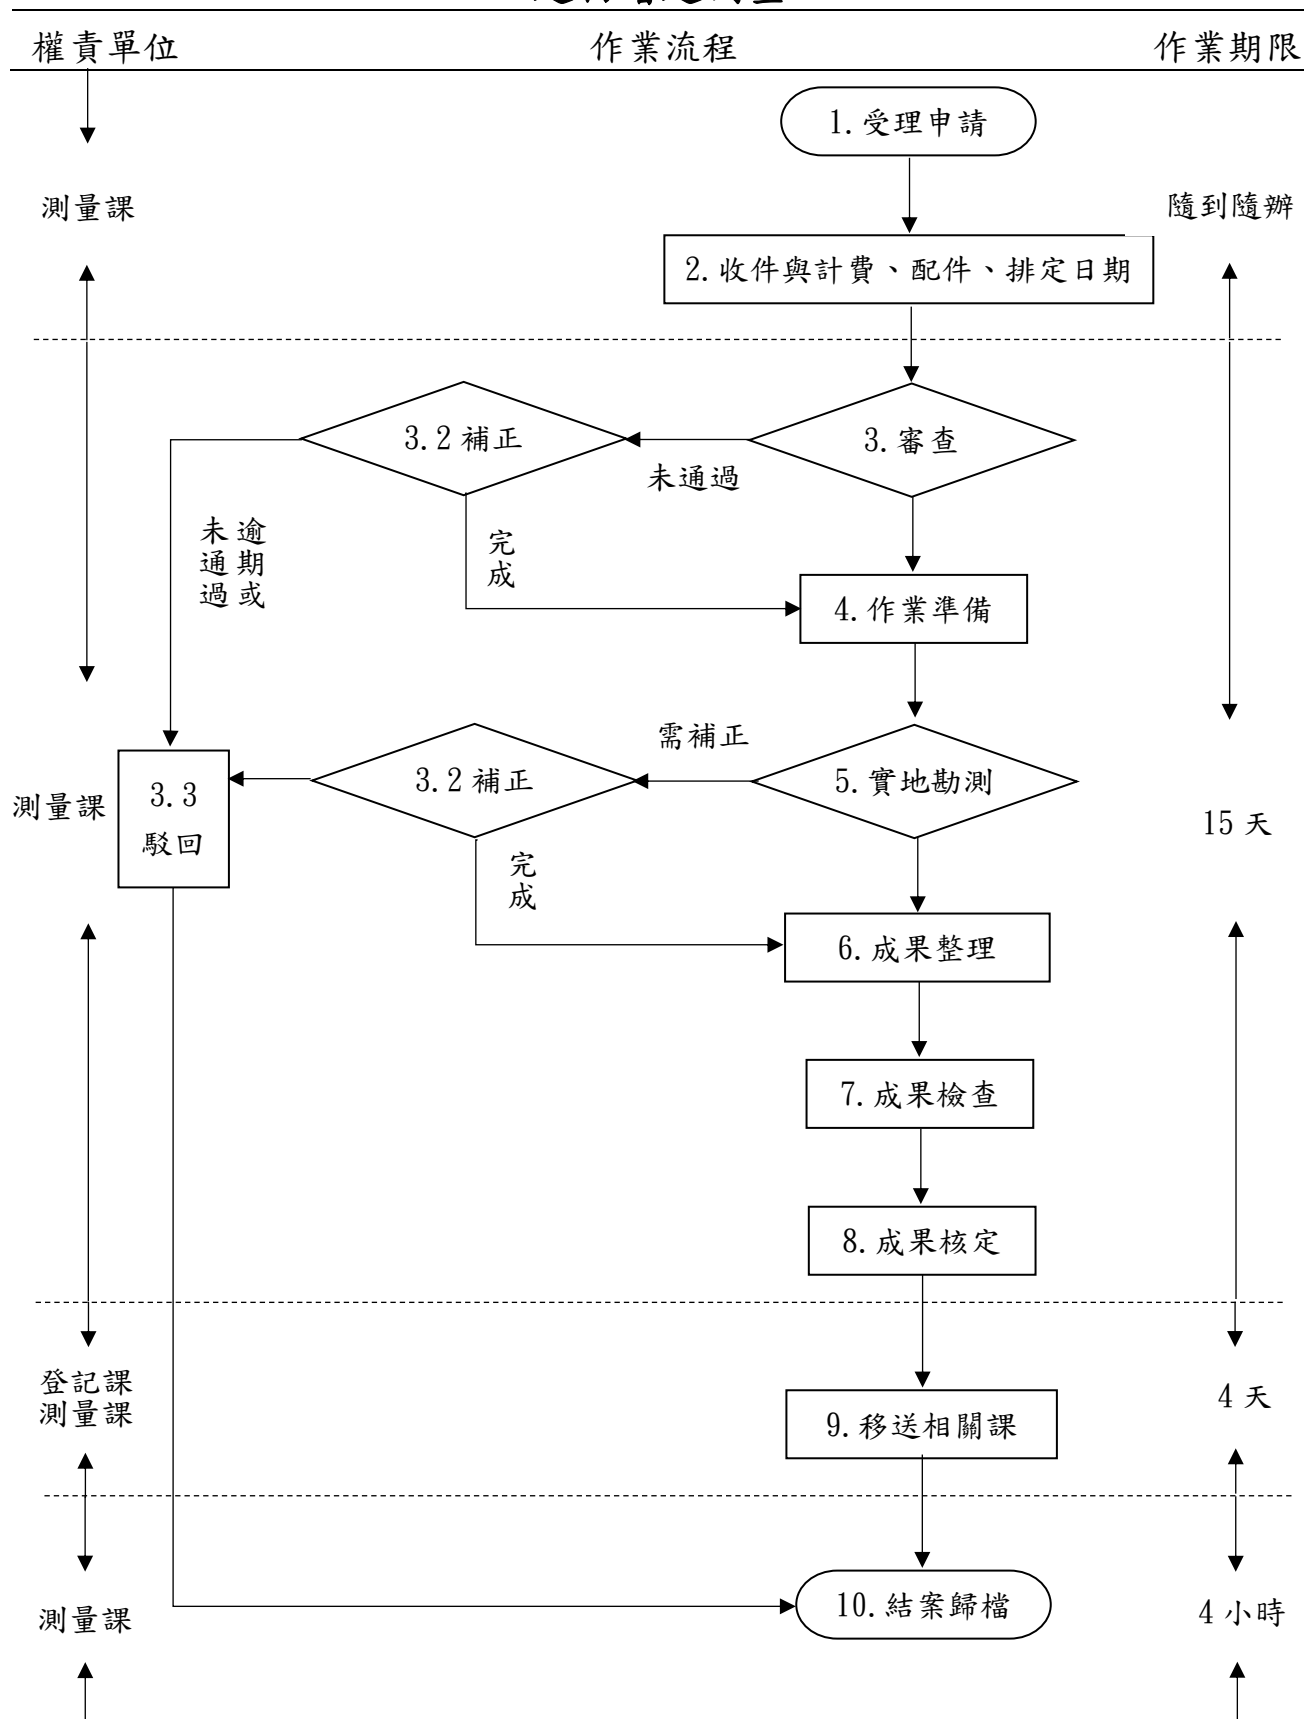 權責單位
作業流程
作業期限
1.受理申請
測量課
隨到隨辦
2.收件與計費、配件、排定日期
3.2補正
3.審查
未通過
逾期或
未通過
完成
4.作業準備
需補正
3.2補正
5.實地勘測
測量課
3.3
駁回
15天
完成
6.成果整理
7.成果檢查
8.成果核定
登記課
測量課
4天
9.移送相關課
10.結案歸檔
測量課
4小時